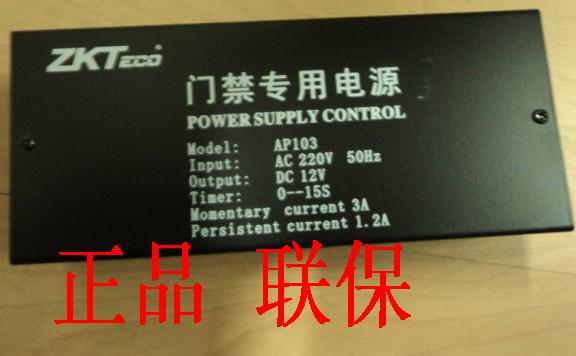 ZKTECO
门禁专用电源
POWER SUPPLY CONTROL
Model: AP103
Input: AC 220V 50Hz
Output: DC 12V
Timer: 0--15S
Momentary current 3A
Persistent current 1.2A
正品 联保